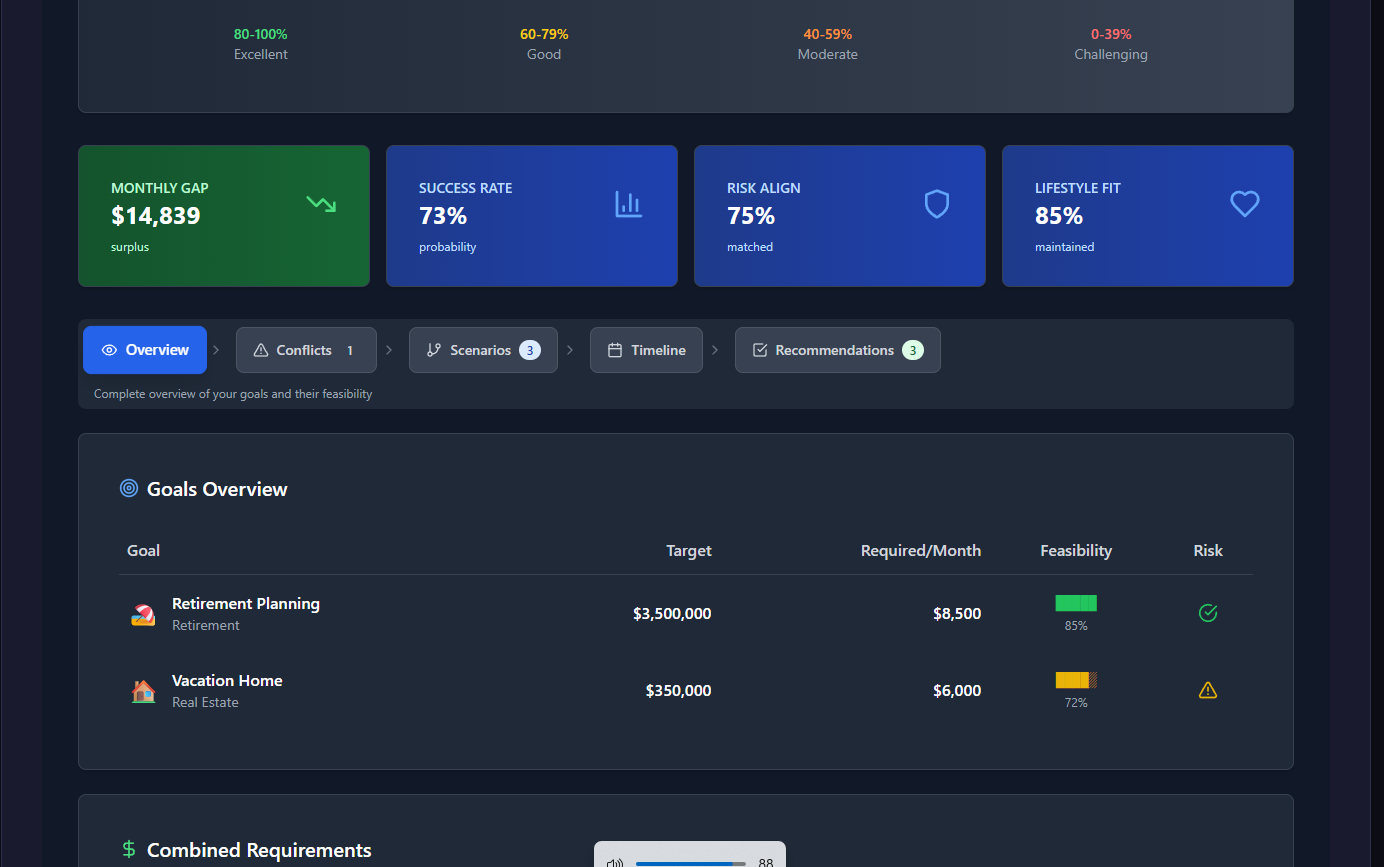 80-100% 60-79% 40-59% 0-39%
Excellent Good Moderate Challenging
MONTHLY GAP
$14,839
surplus
SUCCESS RATE
73%
probability
RISK ALIGN
75%
matched
LIFESTYLE FIT
85%
maintained
Overview Conflicts 1 Scenarios 3 Timeline Recommendations 3
Complete overview of your goals and their feasibility
Goals Overview
Goal Target Required/Month Feasibility Risk
Retirement Planning
Retirement
$3,500,000 $8,500
85%
Vacation Home
Real Estate
$350,000 $6,000
72%
Combined Requirements
88